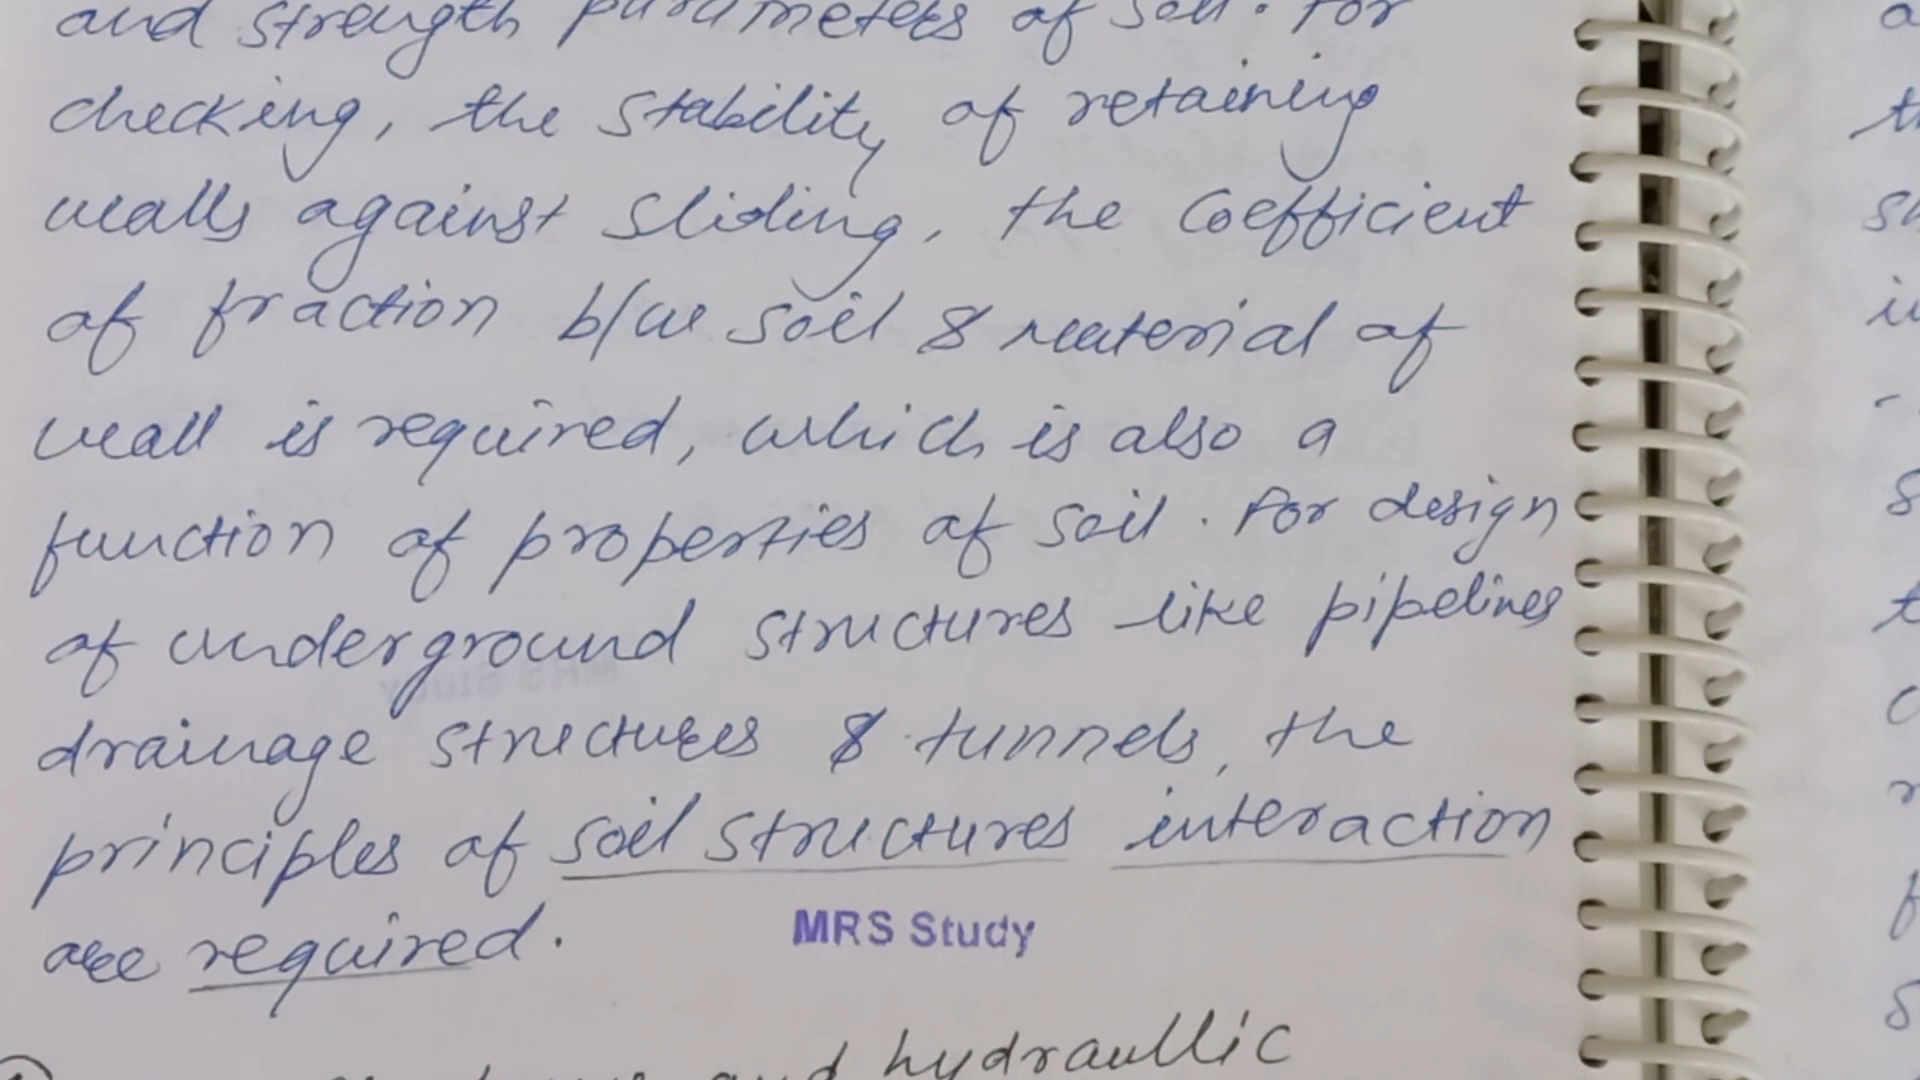 and strength parameters of soil. For
checking, the stability of retaining
walls against sliding, the Coefficient
of fraction b/w soil & material of
wall is required, which is also a
function of properties of soil. For design
of underground structures like pipelines
drainage structures & tunnels, the
principles of soil structures interaction
are required.
MRS Study
and hydraullic